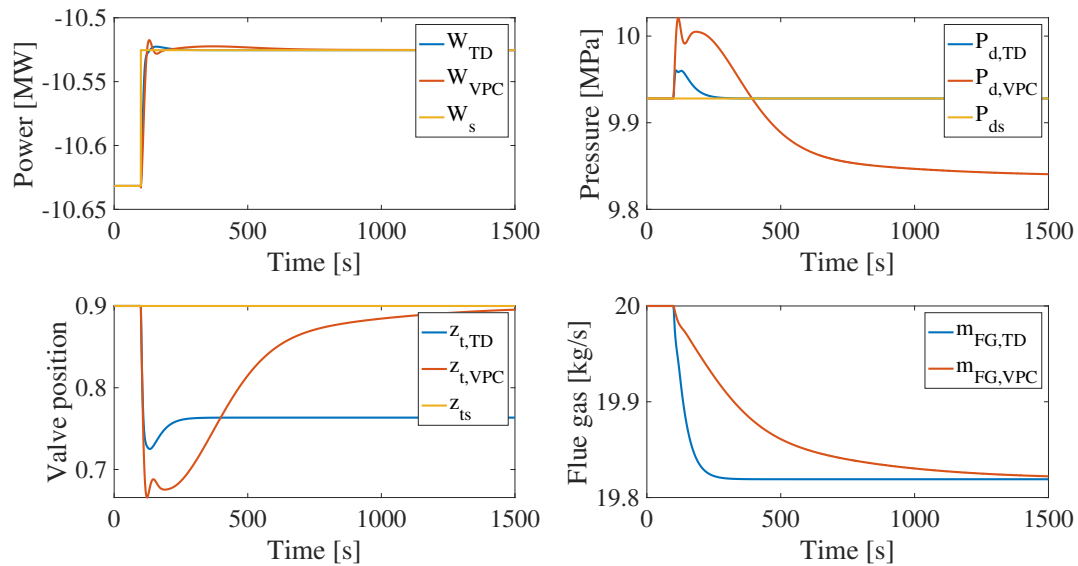 Power [MW]
-10.5
-10.55
-10.6
-10.65
W_TD
W_VPC
W_s
0 500 1000 1500
Time [s]
Pressure [MPa]
10
9.9
9.8
P_d,TD
P_d,VPC
P_ds
0 500 1000 1500
Time [s]
Valve position
0.9
0.8
0.7
z_t,TD
z_t,VPC
z_ts
0 500 1000 1500
Time [s]
Flue gas [kg/s]
20
19.9
19.8
m_FG,TD
m_FG,VPC
0 500 1000 1500
Time [s]